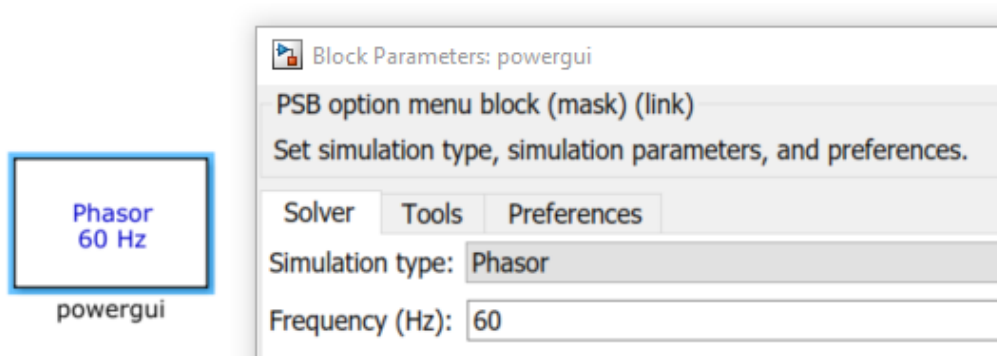 Phasor
60 Hz
powergui
Block Parameters: powergui
PSB option menu block (mask) (link)
Set simulation type, simulation parameters, and preferences.
Solver Tools Preferences
Simulation type: Phasor
Frequency (Hz): 60